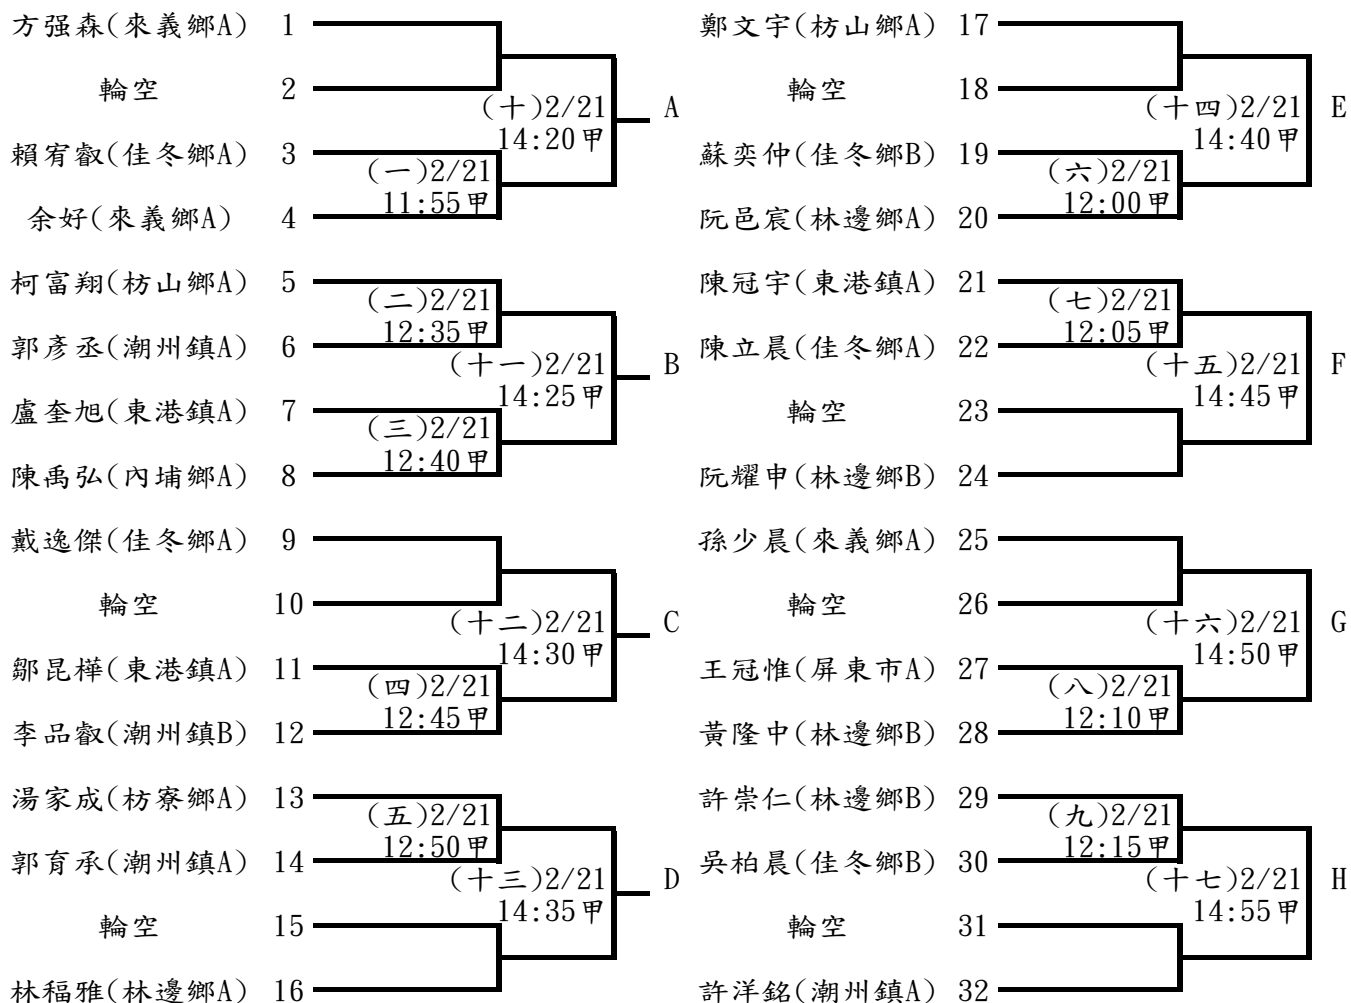 方强森(來義鄉A) 1
輪空 2
(十)2/21 A
14:20甲
賴宥叡(佳冬鄉A) 3
(一)2/21
11:55甲
余好(來義鄉A) 4
柯富翔(枋山鄉A) 5
(二)2/21
12:35甲
郭彥丞(潮州鎮A) 6
(十一)2/21 B
14:25甲
盧奎旭(東港鎮A) 7
(三)2/21
12:40甲
陳禹弘(內埔鄉A) 8
戴逸傑(佳冬鄉A) 9
輪空 10
(十二)2/21 C
14:30甲
鄒昆樺(東港鎮A) 11
(四)2/21
12:45甲
李品叡(潮州鎮B) 12
湯家成(枋寮鄉A) 13
(五)2/21
12:50甲
郭育承(潮州鎮A) 14
(十三)2/21 D
14:35甲
輪空 15
林福雅(林邊鄉A) 16
鄭文宇(枋山鄉A) 17
輪空 18
(十四)2/21 E
14:40甲
蘇奕仲(佳冬鄉B) 19
(六)2/21
12:00甲
阮邑宸(林邊鄉A) 20
陳冠宇(東港鎮A) 21
(七)2/21
12:05甲
陳立晨(佳冬鄉A) 22
(十五)2/21 F
14:45甲
輪空 23
阮耀申(林邊鄉B) 24
孫少晨(來義鄉A) 25
輪空 26
(十六)2/21 G
14:50甲
王冠惟(屏東市A) 27
(八)2/21
12:10甲
黃隆中(林邊鄉B) 28
許崇仁(林邊鄉B) 29
(九)2/21
12:15甲
吳柏晨(佳冬鄉B) 30
(十七)2/21 H
14:55甲
輪空 31
許洋銘(潮州鎮A) 32